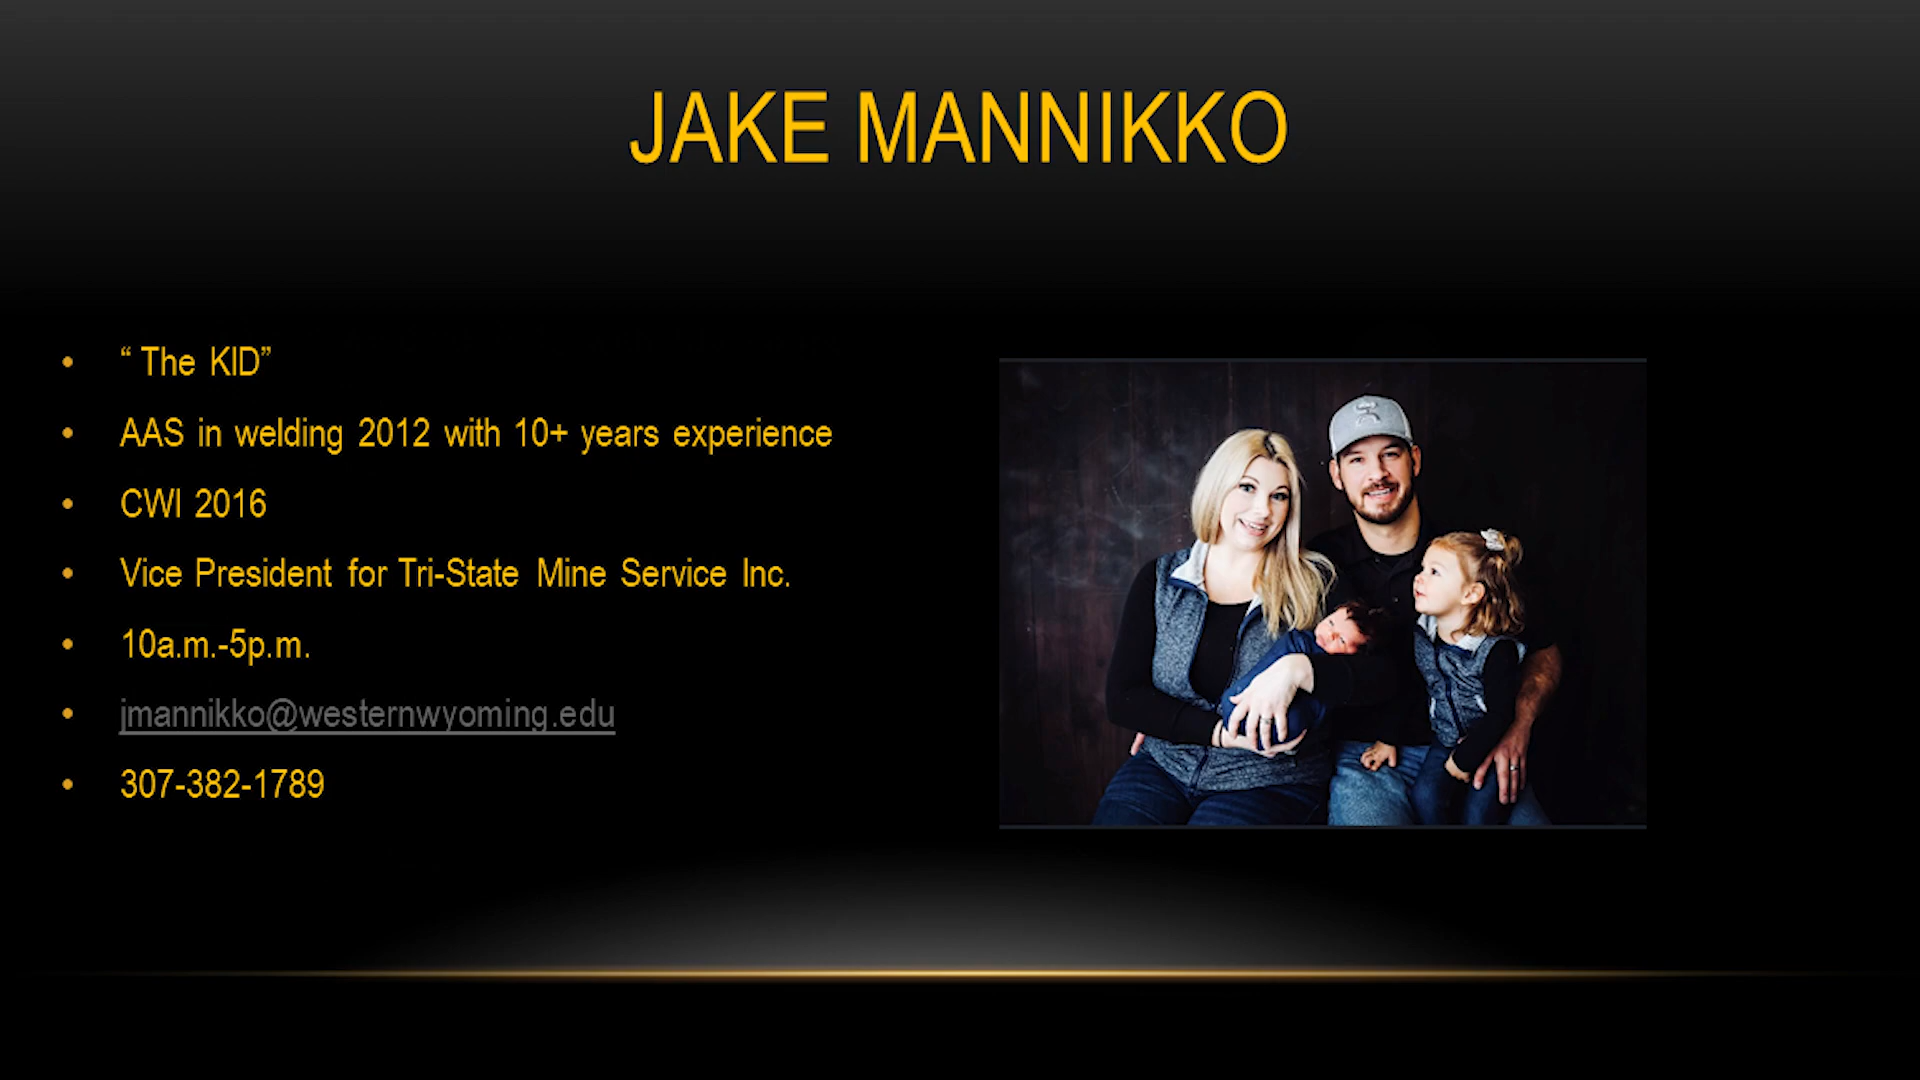 JAKE MANNIKKO
• “ The KID”
• AAS in welding 2012 with 10+ years experience
• CWI 2016
• Vice President for Tri-State Mine Service Inc.
• 10a.m.-5p.m.
• jmannikko@westernwyoming.edu
• 307-382-1789